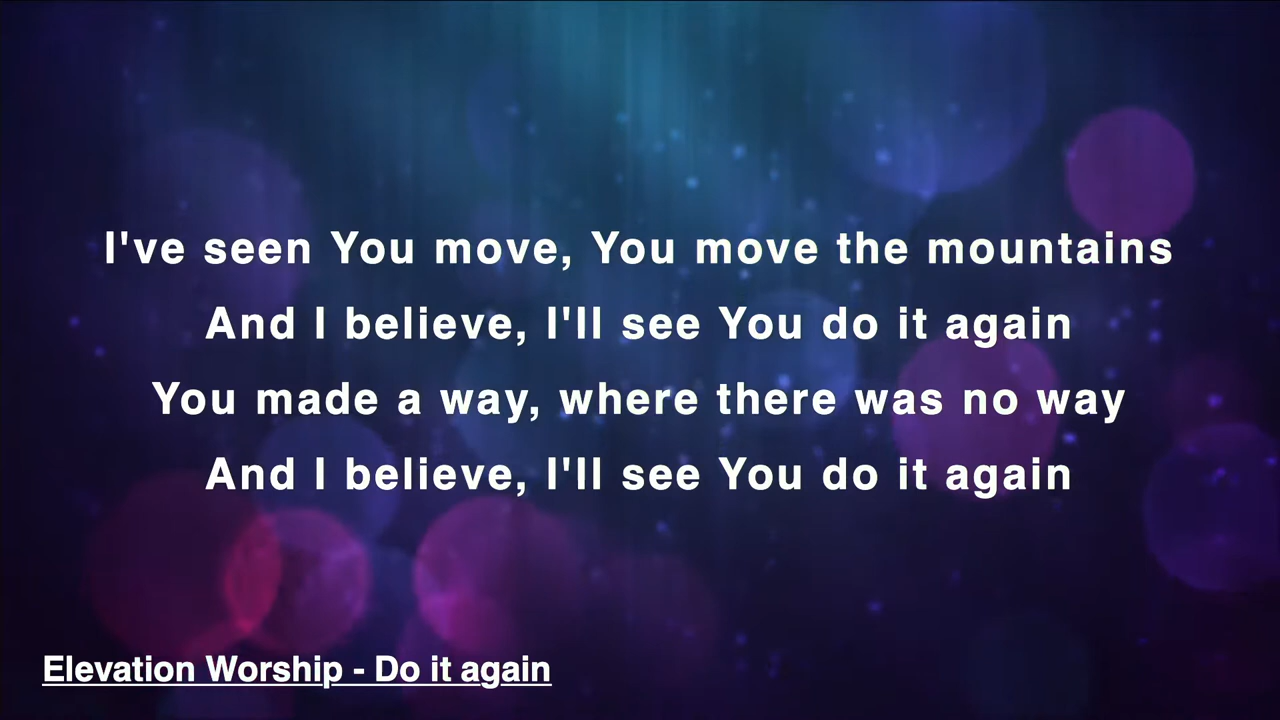 I've seen You move, You move the mountains
And I believe, I'll see You do it again
You made a way, where there was no way
And I believe, I'll see You do it again
Elevation Worship - Do it again